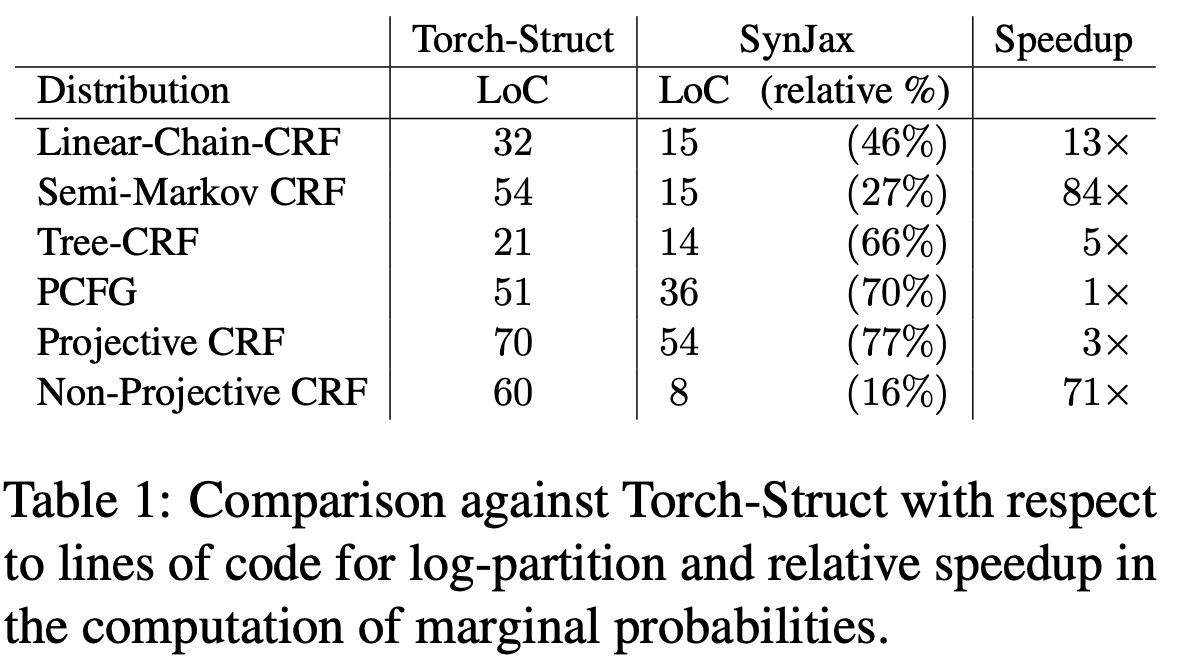 Torch-Struct SynJax Speedup
Distribution LoC LoC (relative %)
Linear-Chain-CRF 32 15 (46%) 13×
Semi-Markov CRF 54 15 (27%) 84×
Tree-CRF 21 14 (66%) 5×
PCFG 51 36 (70%) 1×
Projective CRF 70 54 (77%) 3×
Non-Projective CRF 60 8 (16%) 71×
Table 1: Comparison against Torch-Struct with respect
to lines of code for log-partition and relative speedup in
the computation of marginal probabilities.